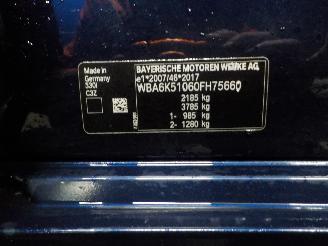 Made in
Germany
330i
C3Z
BAYERISCHE MOTOREN WERKE AG
e1*2007/46*2017
WBA6K51060FH75660
2185 kg
3785 kg
1- 985 kg
2- 1280 kg